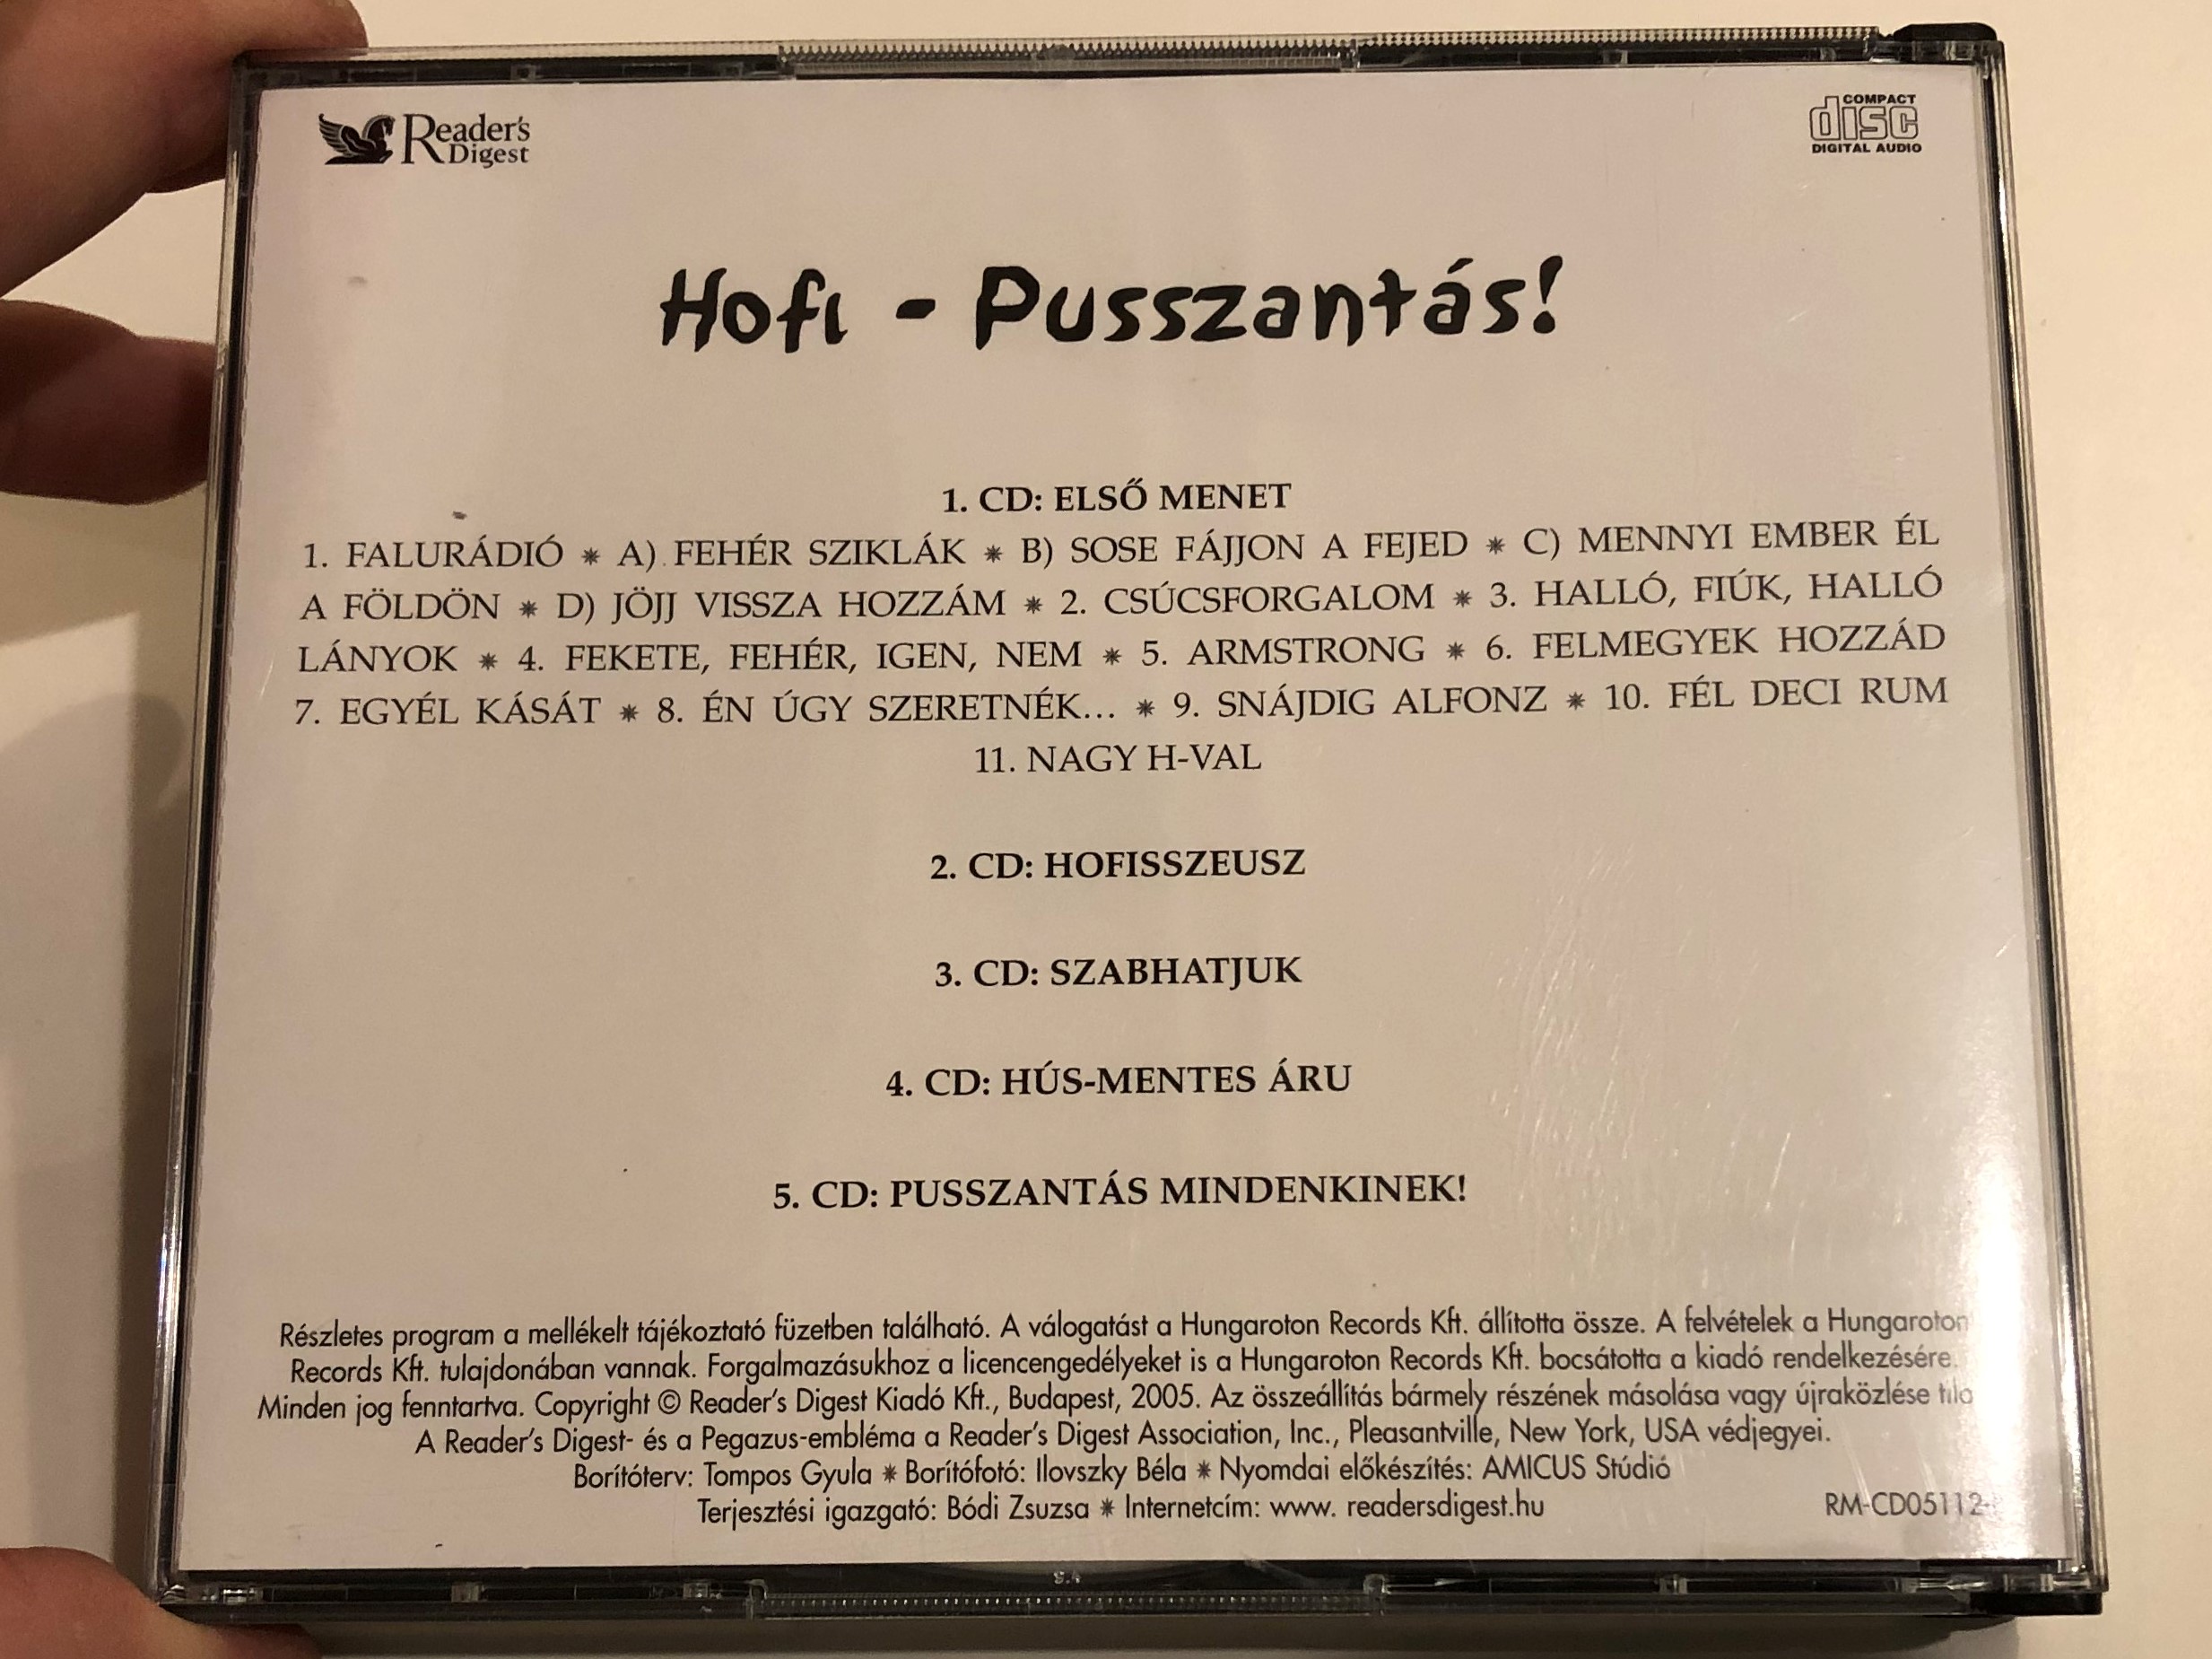 Reader's
Digest
COMPACT
disc
DIGITAL AUDIO
Hofi - Pusszantás!
1. CD: ELSŐ MENET
1. FALURÁDIÓ ✷ A) FEHÉR SZIKLÁK ✷ B) SOSE FÁJJON A FEJED ✷ C) MENNYI EMBER ÉL
A FÖLDÖN ✷ D) JÖJJ VISSZA HOZZÁM ✷ 2. CSÚCSFORGALOM ✷ 3. HALLÓ, FIÚK, HALLÓ
LÁNYOK ✷ 4. FEKETE, FEHÉR, IGEN, NEM ✷ 5. ARMSTRONG ✷ 6. FELMEGYEK HOZZÁD
7. EGYÉL KÁSÁT ✷ 8. ÉN ÚGY SZERETNÉK... ✷ 9. SNÁJDIG ALFONZ ✷ 10. FÉL DECI RUM
11. NAGY H-VAL
2. CD: HOFISSZEUSZ
3. CD: SZABHATJUK
4. CD: HÚS-MENTES ÁRU
5. CD: PUSSZANTÁS MINDENKINEK!
Részletes program a mellékelt tájékoztató füzetben található. A válogatást a Hungaroton Records Kft. állította össze. A felvételek a Hungaroton
Records Kft. tulajdonában vannak. Forgalmazásukhoz a licencengedélyeket is a Hungaroton Records Kft. bocsátotta a kiadó rendelkezésére.
Minden jog fenntartva. Copyright © Reader's Digest Kiadó Kft., Budapest, 2005. Az összeállítás bármely részének másolása vagy újraközlése
A Reader's Digest- és a Pegazus-embléma a Reader's Digest Association, Inc., Pleasantville, New York, USA védjegyei.
Borítóterv: Tompos Gyula ✷ Borítófotó: Ilovszky Béla ✷ Nyomdai előkészítés: AMICUS Stúdió
Terjesztési igazgató: Bódi Zsuzsa ✷ Internetcím: www. readersdigest.hu
RM-CD05112-